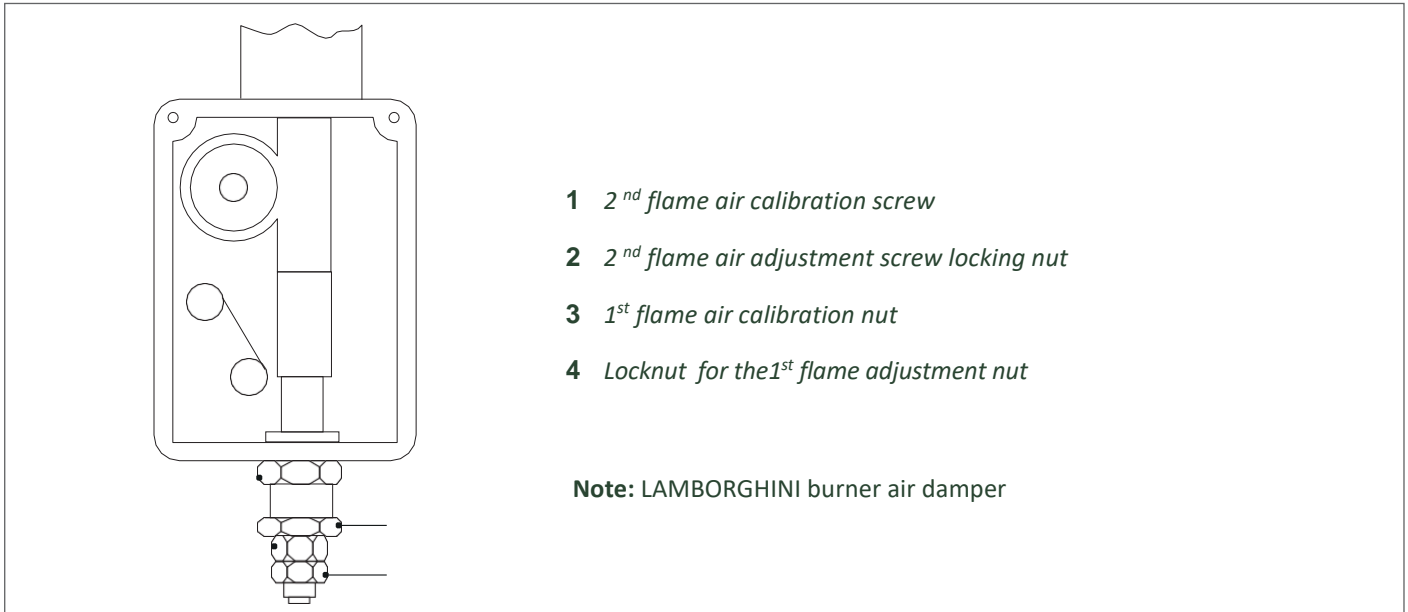 1 2 nd flame air calibration screw
2 2 nd flame air adjustment screw locking nut
3 1st flame air calibration nut
4 Locknut for the1st flame adjustment nut
Note: LAMBORGHINI burner air damper